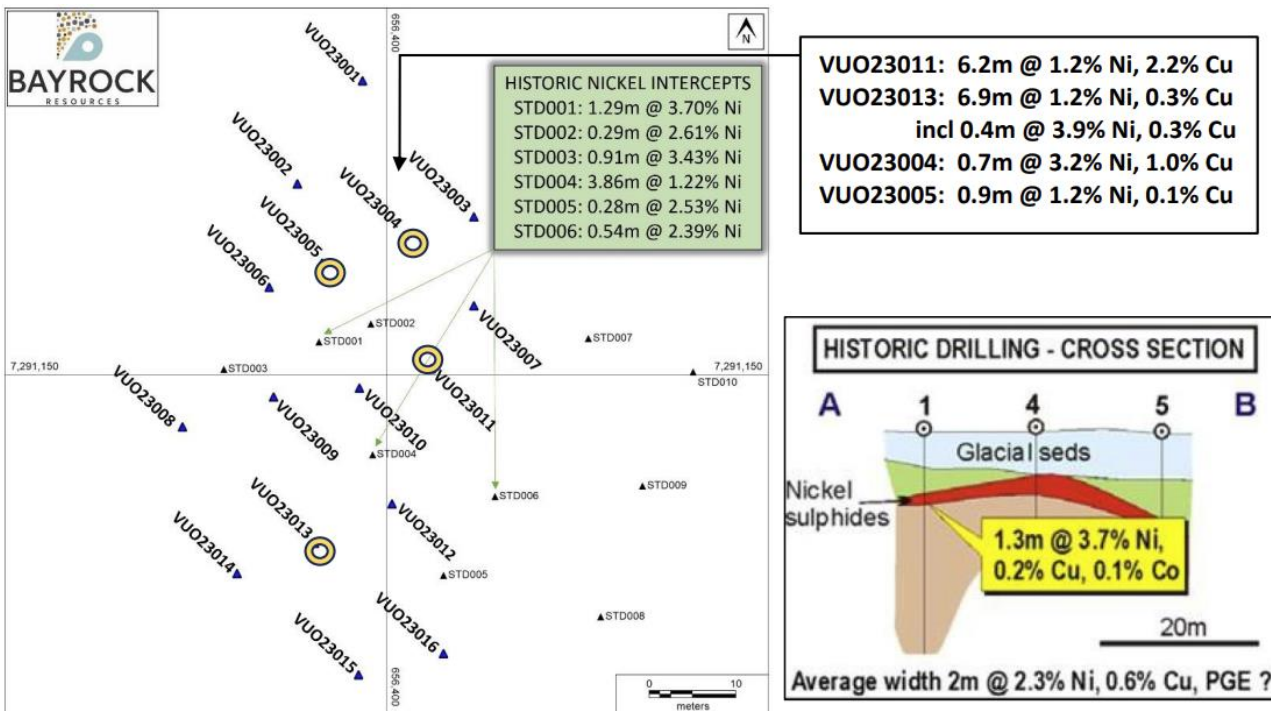 BAYROCK
RESOURCES
656,400
N
VUO23001
VUO23002
VUO23003
VUO23004
VUO23005
VUO23006
HISTORIC NICKEL INTERCEPTS
STD001: 1.29m @ 3.70% Ni
STD002: 0.29m @ 2.61% Ni
STD003: 0.91m @ 3.43% Ni
STD004: 3.86m @ 1.22% Ni
STD005: 0.28m @ 2.53% Ni
STD006: 0.54m @ 2.39% Ni
VUO23007
STD002
STD001
STD007
7,291,150
STD003
7,291,150
STD010
VUO23008
VUO23009
VUO23010
VUO23011
STD004
STD006
STD009
VUO23013
VUO23012
VUO23014
STD005
STD008
VUO23015
VUO23016
656,400
0 10
meters
VUO23011: 6.2m @ 1.2% Ni, 2.2% Cu
VUO23013: 6.9m @ 1.2% Ni, 0.3% Cu
incl 0.4m @ 3.9% Ni, 0.3% Cu
VUO23004: 0.7m @ 3.2% Ni, 1.0% Cu
VUO23005: 0.9m @ 1.2% Ni, 0.1% Cu
HISTORIC DRILLING - CROSS SECTION
A 1 4 5 B
Glacial seds
Nickel
sulphides
1.3m @ 3.7% Ni,
0.2% Cu, 0.1% Co
20m
Average width 2m @ 2.3% Ni, 0.6% Cu, PGE ?